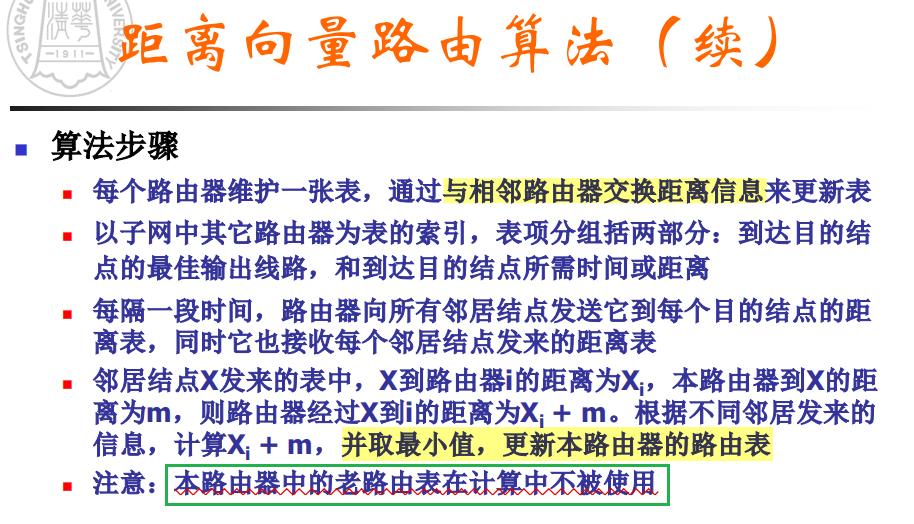 TSINGHU
VERSITY
清華
1911
距离向量路由算法（续）
算法步骤
每个路由器维护一张表，通过与相邻路由器交换距离信息来更新表
以子网中其它路由器为表的索引，表项分组括两部分：到达目的结
点的最佳输出线路，和到达目的结点所需时间或距离
每隔一段时间，路由器向所有邻居结点发送它到每个目的结点的距
离表，同时它也接收每个邻居结点发来的距离表
邻居结点X发来的表中，X到路由器i的距离为Xi，本路由器到X的距
离为m，则路由器经过X到i的距离为Xi + m。根据不同邻居发来的
信息，计算Xi + m，并取最小值，更新本路由器的路由表
注意：本路由器中的老路由表在计算中不被使用